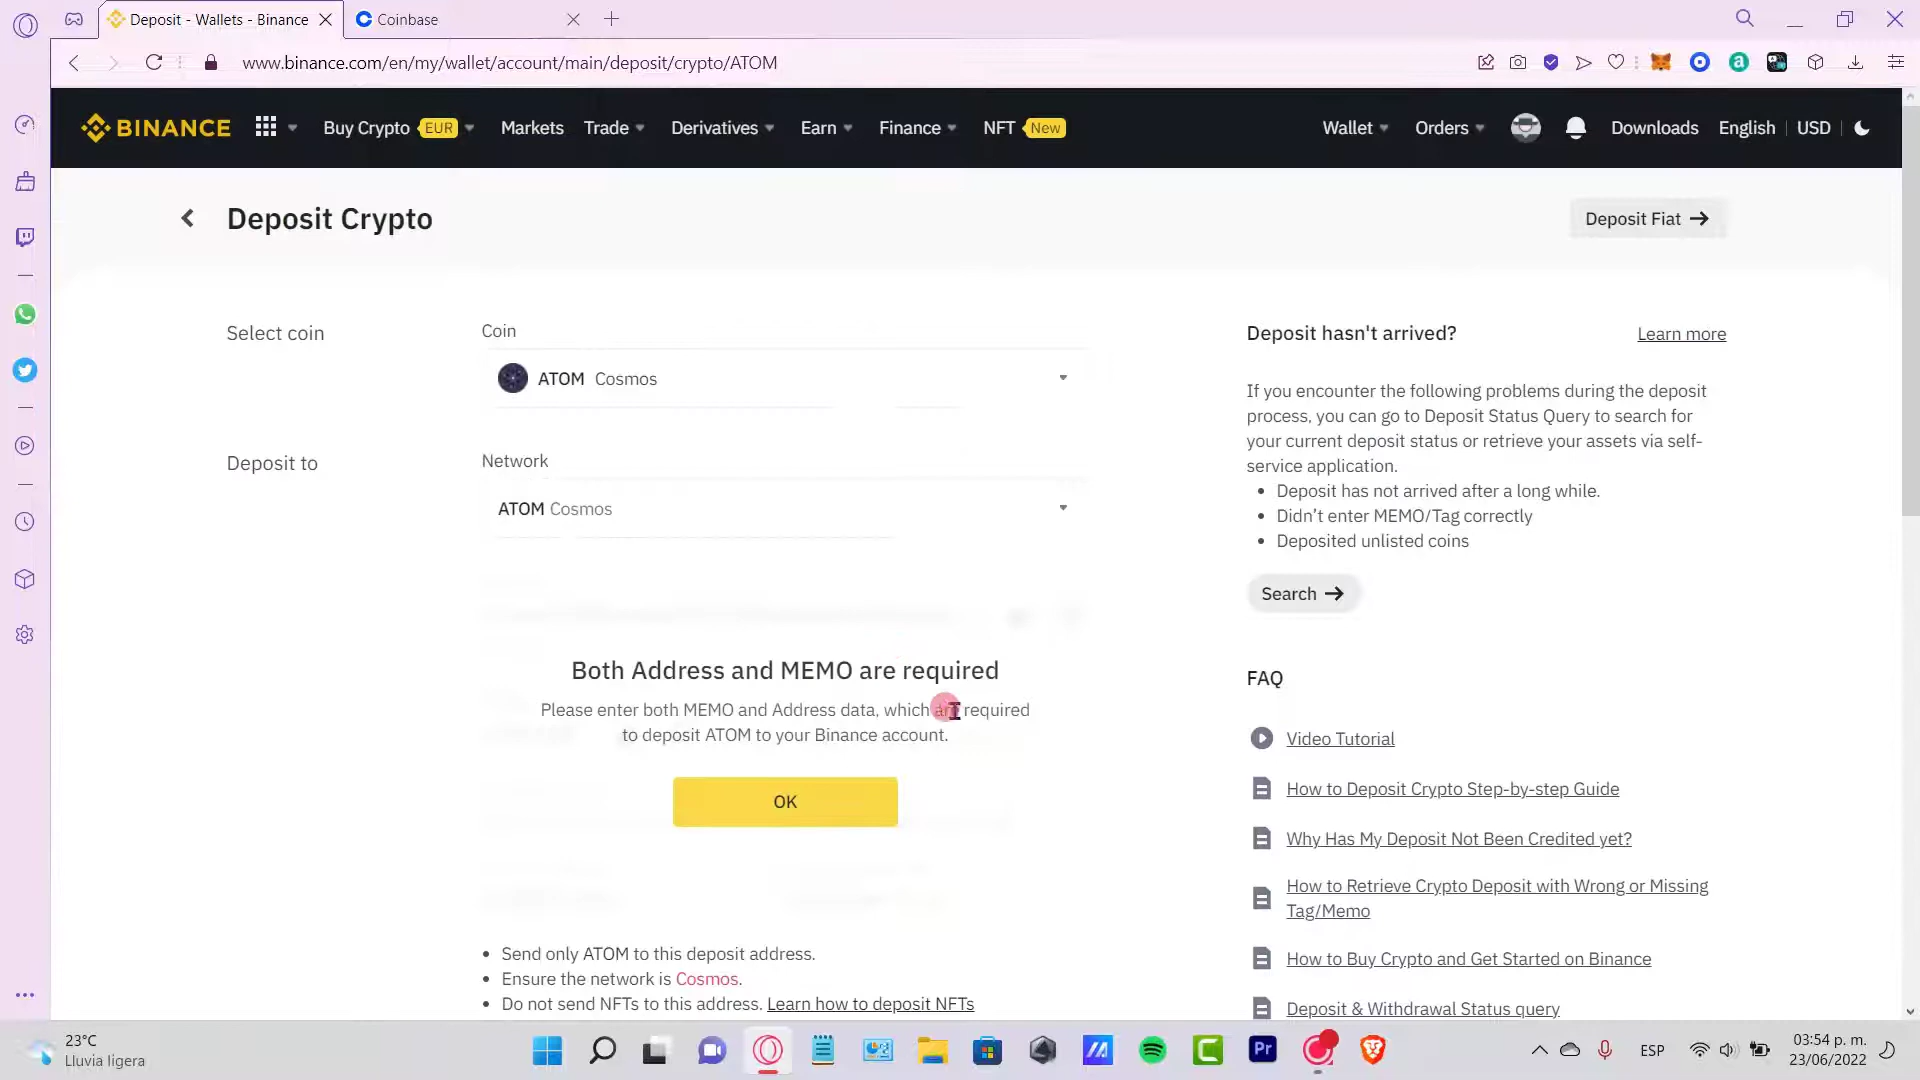 Deposit - Wallets - Binance
Coinbase
www.binance.com/en/my/wallet/account/main/deposit/crypto/ATOM
BINANCE
Buy Crypto EUR
Markets
Trade
Derivatives
Earn
Finance
NFT New
Wallet
Orders
Downloads
English
USD
Deposit Crypto
Deposit Fiat
Select coin
Coin
ATOM Cosmos
Deposit to
Network
ATOM Cosmos
Both Address and MEMO are required
Please enter both MEMO and Address data, which are required
to deposit ATOM to your Binance account.
OK
Send only ATOM to this deposit address.
Ensure the network is Cosmos.
Do not send NFTs to this address. Learn how to deposit NFTs
Deposit hasn't arrived?
Learn more
If you encounter the following problems during the deposit
process, you can go to Deposit Status Query to search for
your current deposit status or retrieve your assets via self-
service application.
Deposit has not arrived after a long while.
Didn't enter MEMO/Tag correctly
Deposited unlisted coins
Search
FAQ
Video Tutorial
How to Deposit Crypto Step-by-step Guide
Why Has My Deposit Not Been Credited yet?
How to Retrieve Crypto Deposit with Wrong or Missing
Tag/Memo
How to Buy Crypto and Get Started on Binance
Deposit & Withdrawal Status query
23°C
Lluvia ligera
Pr
ESP
03:54 p. m.
23/06/2022